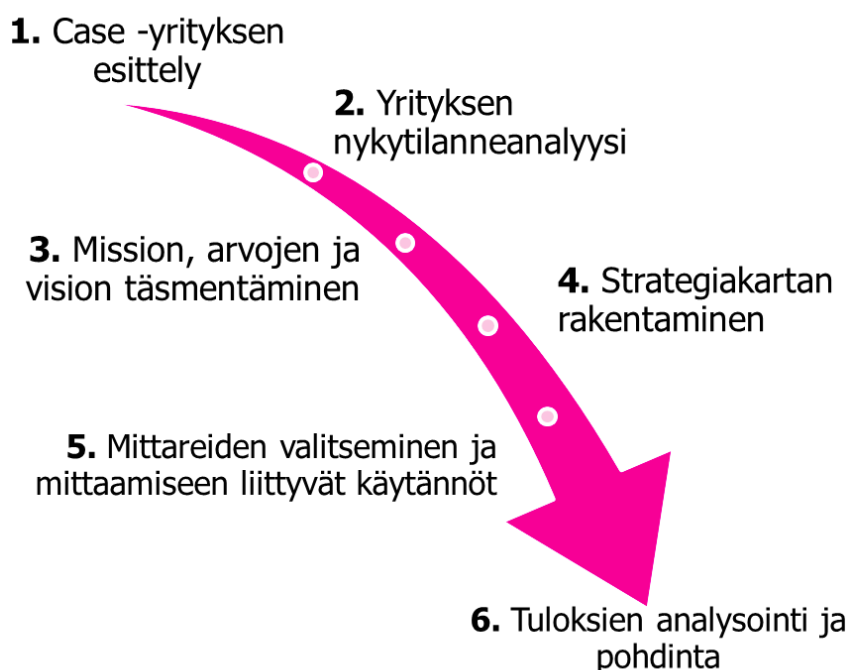 1. Case -yrityksen
esittely
2. Yrityksen
nykytilanneanalyysi
3. Mission, arvojen ja
vision täsmentäminen
4. Strategiakartan
rakentaminen
5. Mittareiden valitseminen ja
mittaamiseen liittyvät käytännöt
6. Tuloksien analysointi ja
pohdinta